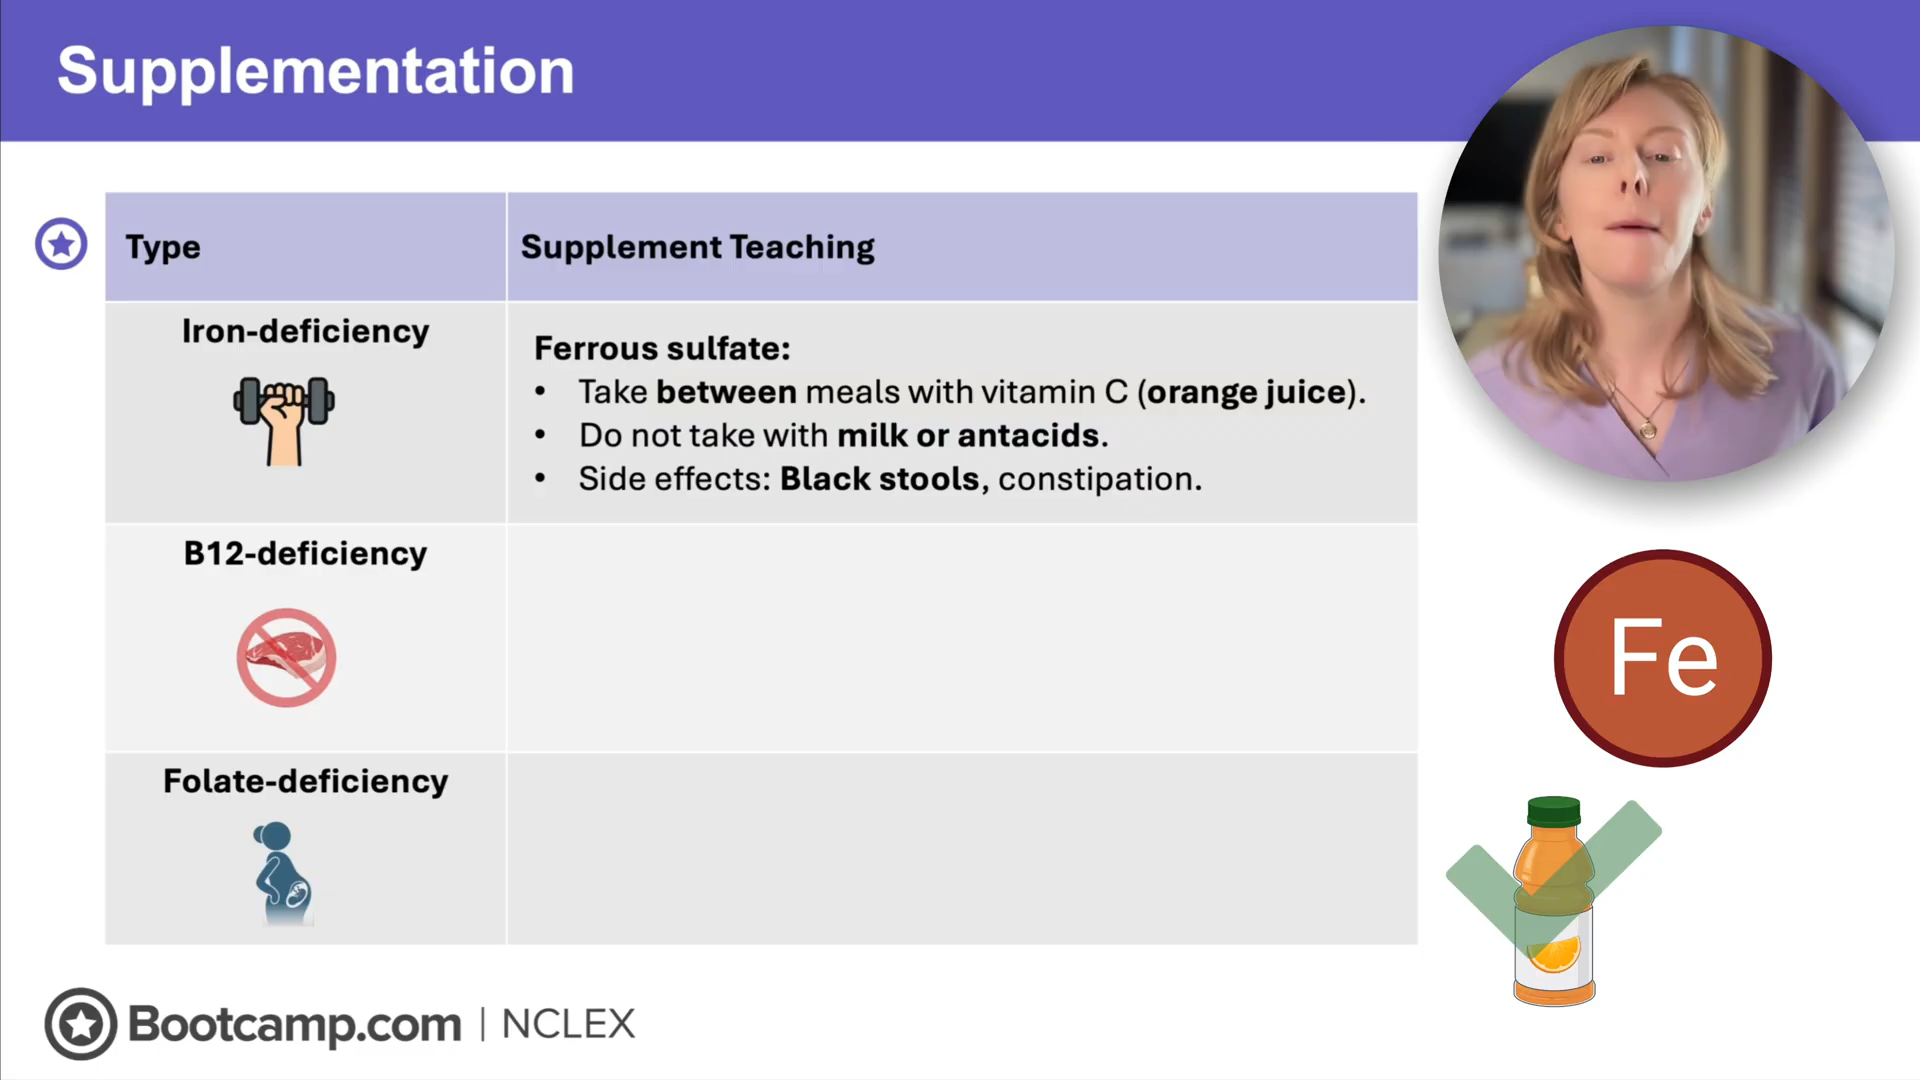 Supplementation
Type
Supplement Teaching
Iron-deficiency
Ferrous sulfate:
• Take between meals with vitamin C (orange juice).
• Do not take with milk or antacids.
• Side effects: Black stools, constipation.
B12-deficiency
Folate-deficiency
Fe
Bootcamp.com | NCLEX